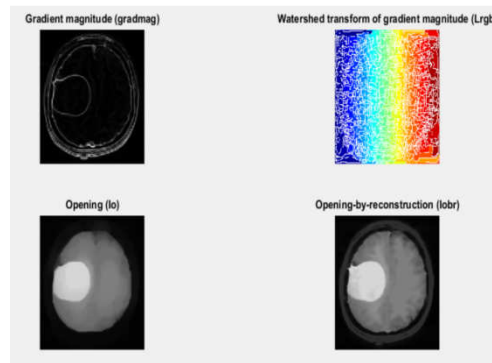 Gradient magnitude (gradmag)
Watershed transform of gradient magnitude (Lrgb
Opening (Io)
Opening-by-reconstruction (Iobr)